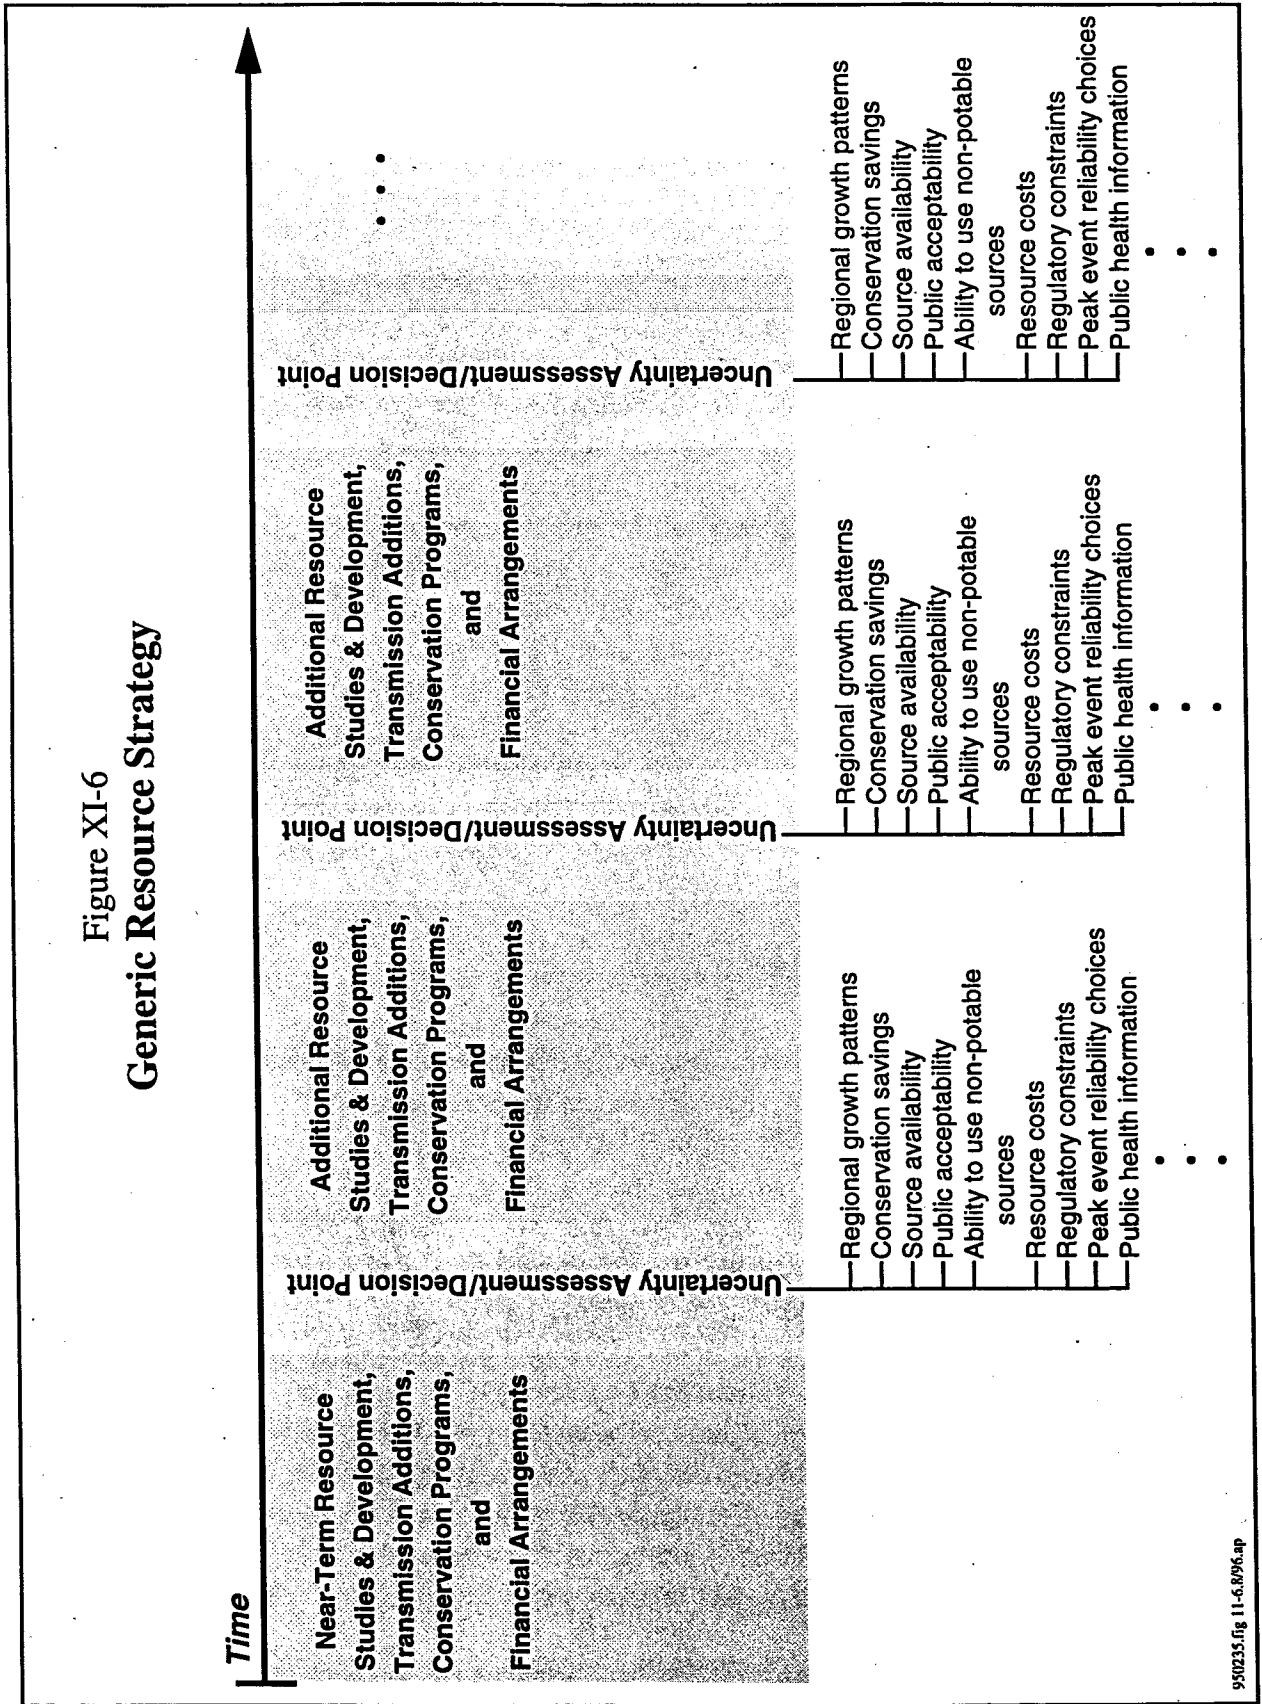 Figure XI-6
Generic Resource Strategy
Time
Near-Term Resource
Studies & Development,
Transmission Additions,
Conservation Programs,
and
Financial Arrangements
Uncertainty Assessment/Decision Point
Additional Resource
Studies & Development,
Transmission Additions,
Conservation Programs,
and
Financial Arrangements
Uncertainty Assessment/Decision Point
Additional Resource
Studies & Development,
Transmission Additions,
Conservation Programs,
and
Financial Arrangements
Uncertainty Assessment/Decision Point
• • •
Regional growth patterns
Conservation savings
Source availability
Public acceptability
Ability to use non-potable
sources
Resource costs
Regulatory constraints
Peak event reliability choices
Public health information
•
•
•
Regional growth patterns
Conservation savings
Source availability
Public acceptability
Ability to use non-potable
sources
Resource costs
Regulatory constraints
Peak event reliability choices
Public health information
•
•
•
Regional growth patterns
Conservation savings
Source availability
Public acceptability
Ability to use non-potable
sources
Resource costs
Regulatory constraints
Peak event reliability choices
Public health information
•
•
•
950235.fig 11-6.8/96.ap